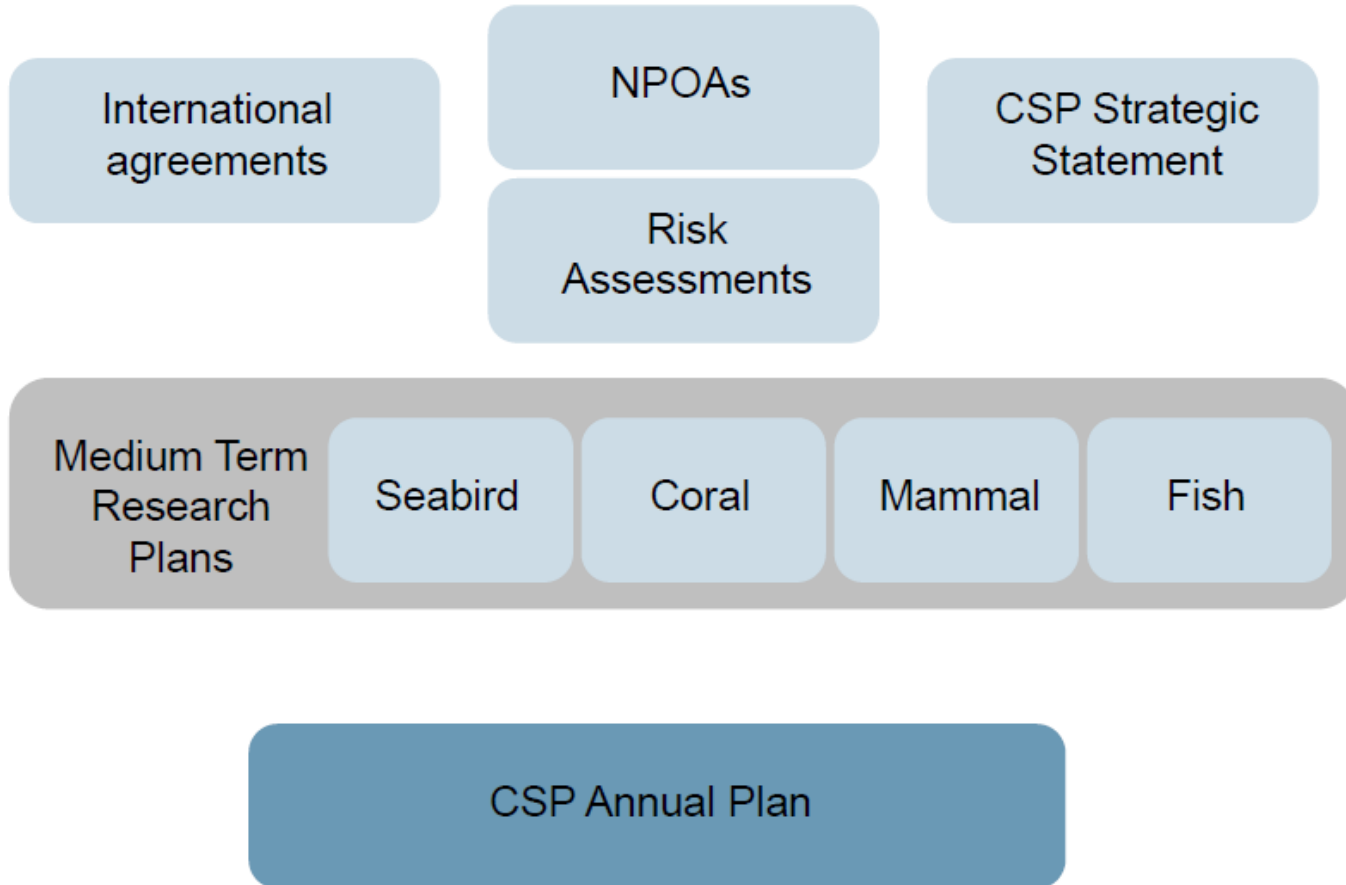 International
agreements
NPOAs
Risk
Assessments
CSP Strategic
Statement
Medium Term
Research
Plans
Seabird
Coral
Mammal
Fish
CSP Annual Plan